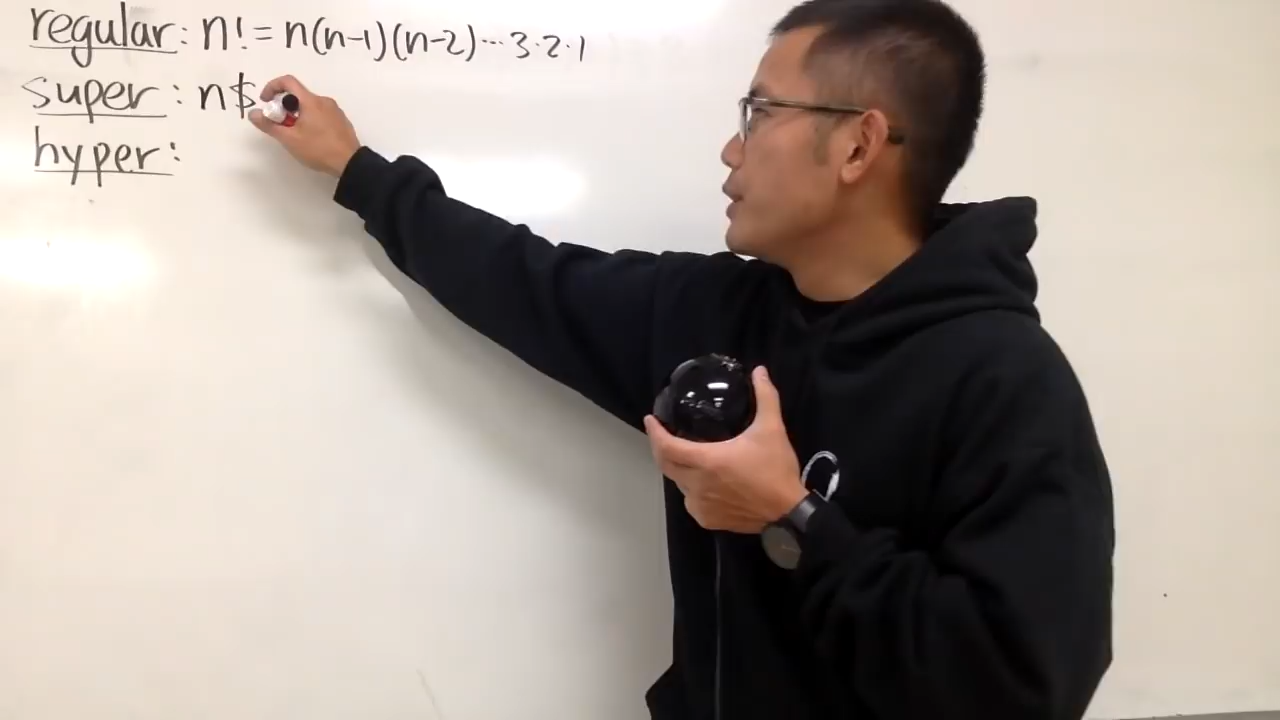 regular: n! = n(n-1)(n-2)...3·2·1
super: n$
hyper: